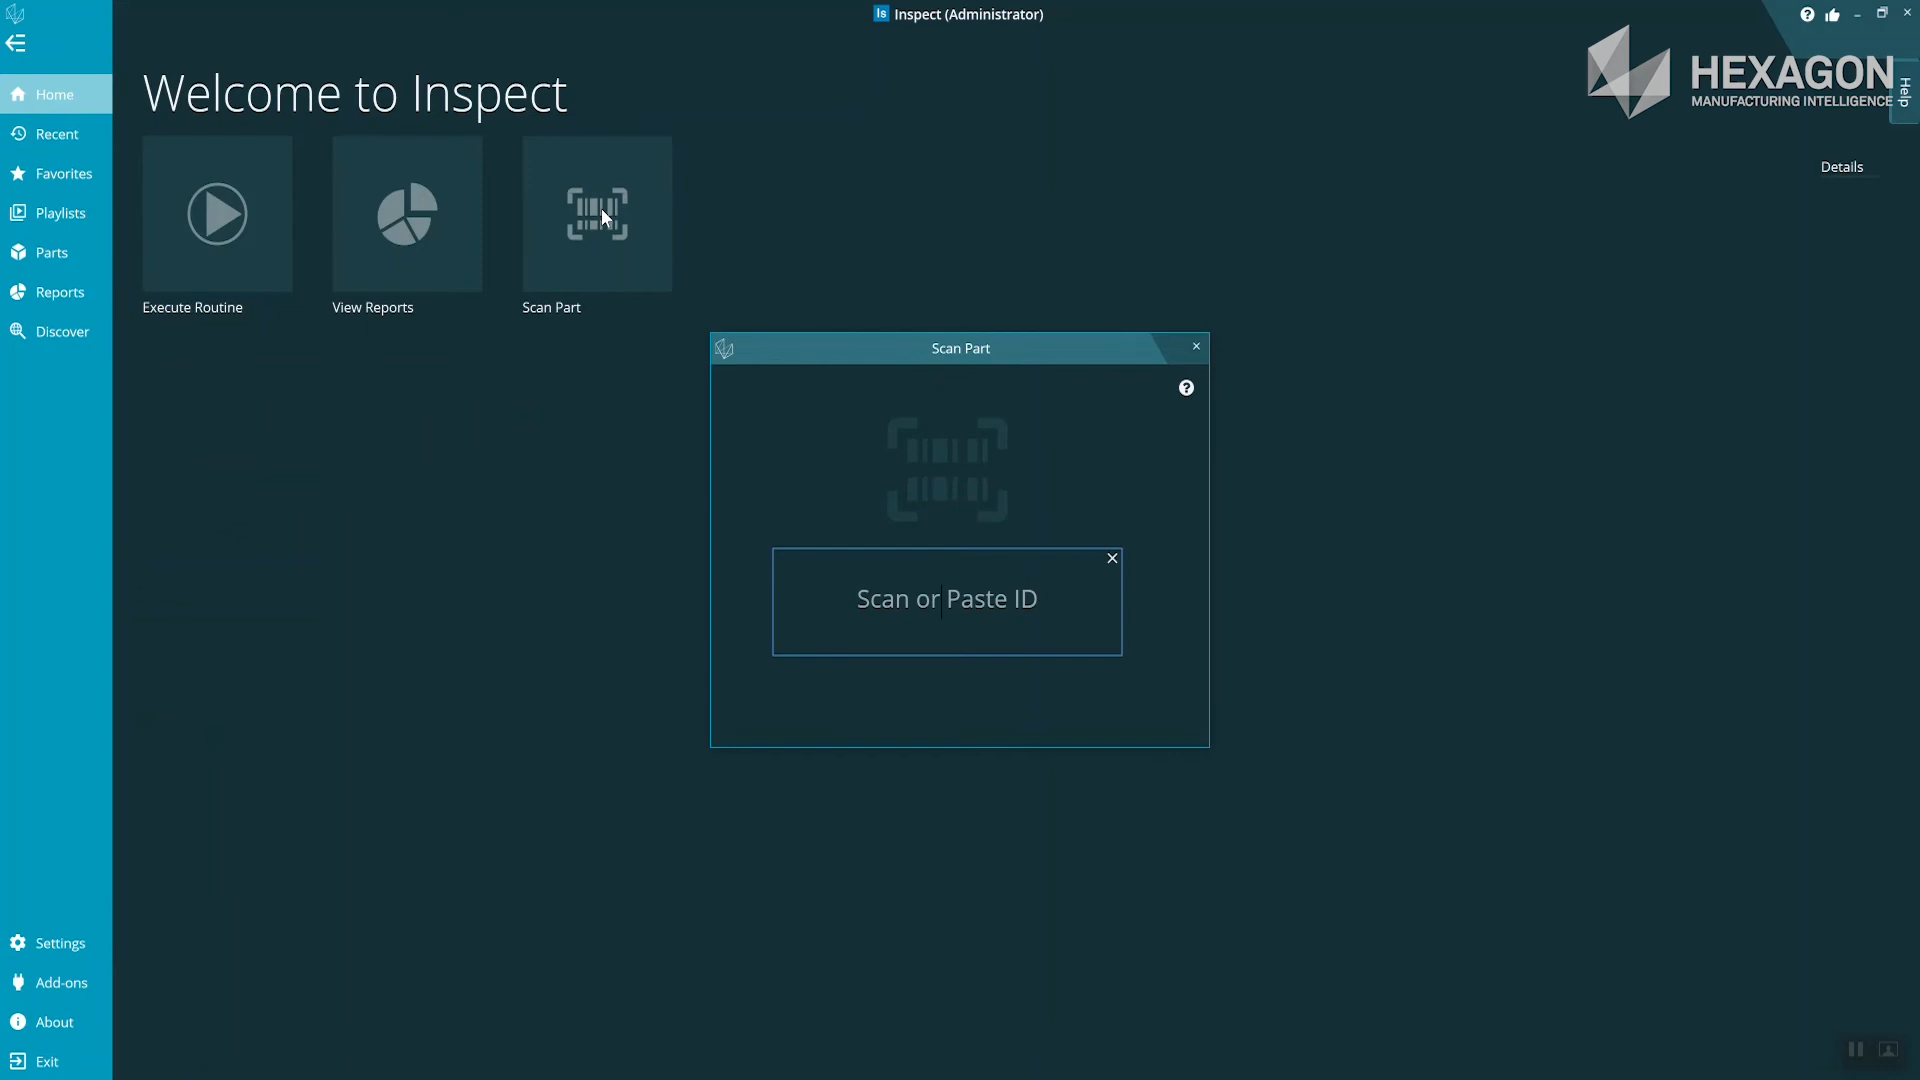 Is Inspect (Administrator)
HEXAGON
MANUFACTURING INTELLIGENCE
Help
Home
Recent
Favorites
Playlists
Parts
Reports
Discover
Settings
Add-ons
About
Exit
Welcome to Inspect
Execute Routine
View Reports
Scan Part
Details
Scan Part
Scan or Paste ID